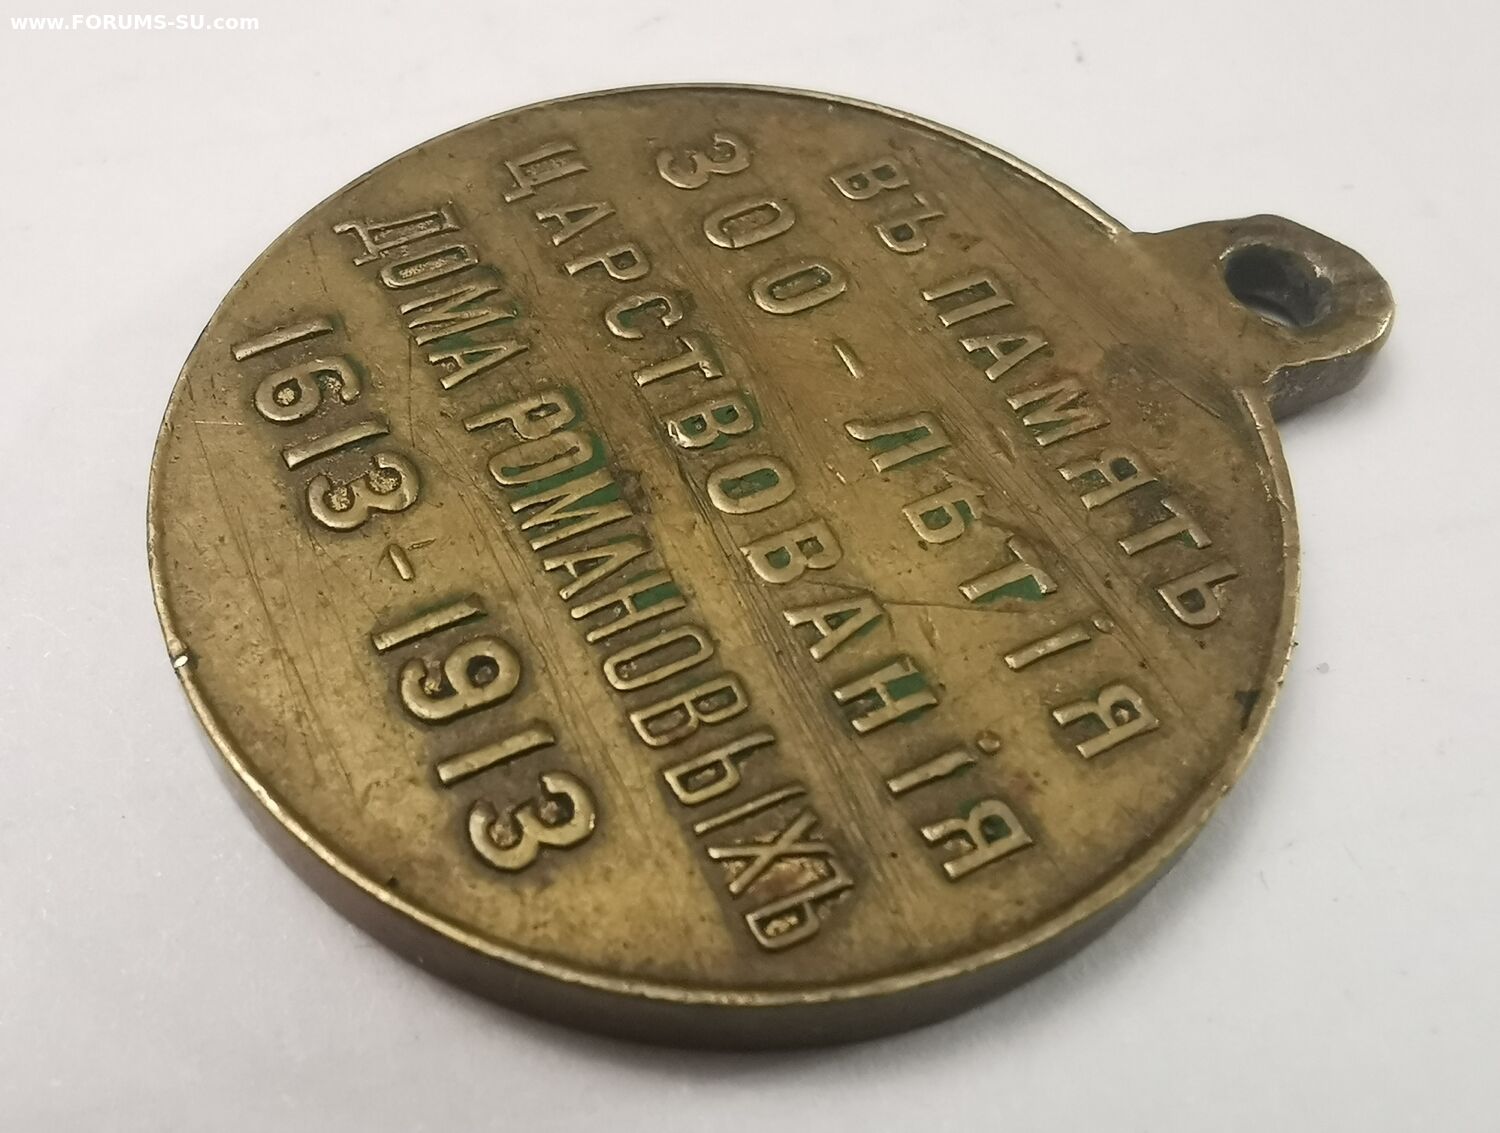 www.FORUMS-SU.com
ВЪ ПАМЯТЬ
300-ЛѢТІЯ
ЦАРСТВОВАНІЯ
ДОМА РОМАНОВЫХЪ
1613-1913